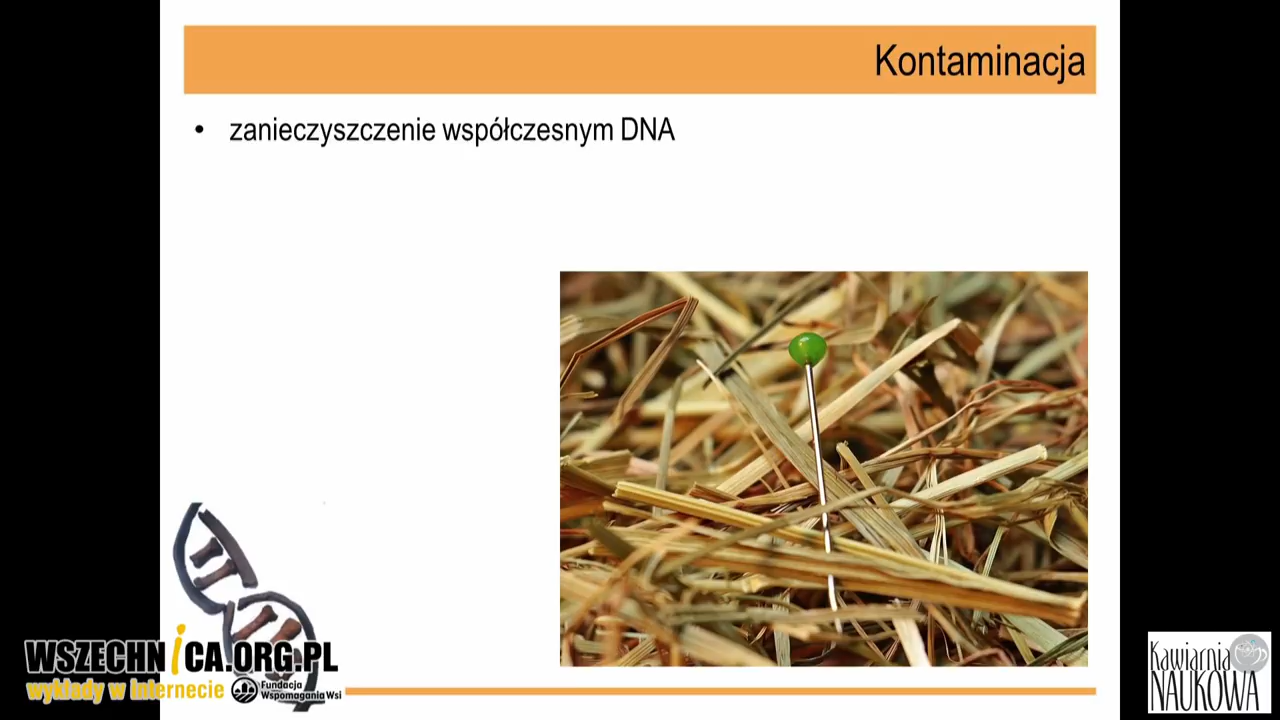 Kontaminacja
• zanieczyszczenie współczesnym DNA
WSZECHNiCA.ORG.PL
wykłady w internecie
Fundacja
Wspomagania Wsi
Kawiarnia
NAUKOWA